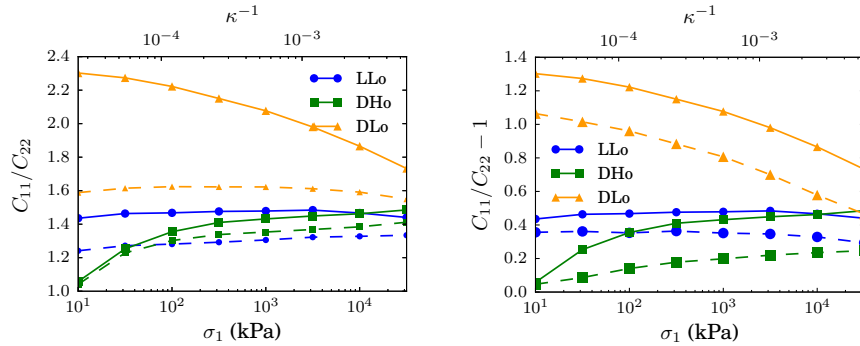 κ⁻¹
10⁻⁴ 10⁻³
2.4
2.2
2.0
1.8
1.6
1.4
1.2
1.0
C₁₁/C₂₂
LLo
DHo
DLo
10¹ 10² 10³ 10⁴
σ₁ (kPa)
κ⁻¹
10⁻⁴ 10⁻³
1.4
1.2
1.0
0.8
0.6
0.4
0.2
0.0
C₁₁/C₂₂ − 1
LLo
DHo
DLo
10¹ 10² 10³ 10⁴
σ₁ (kPa)